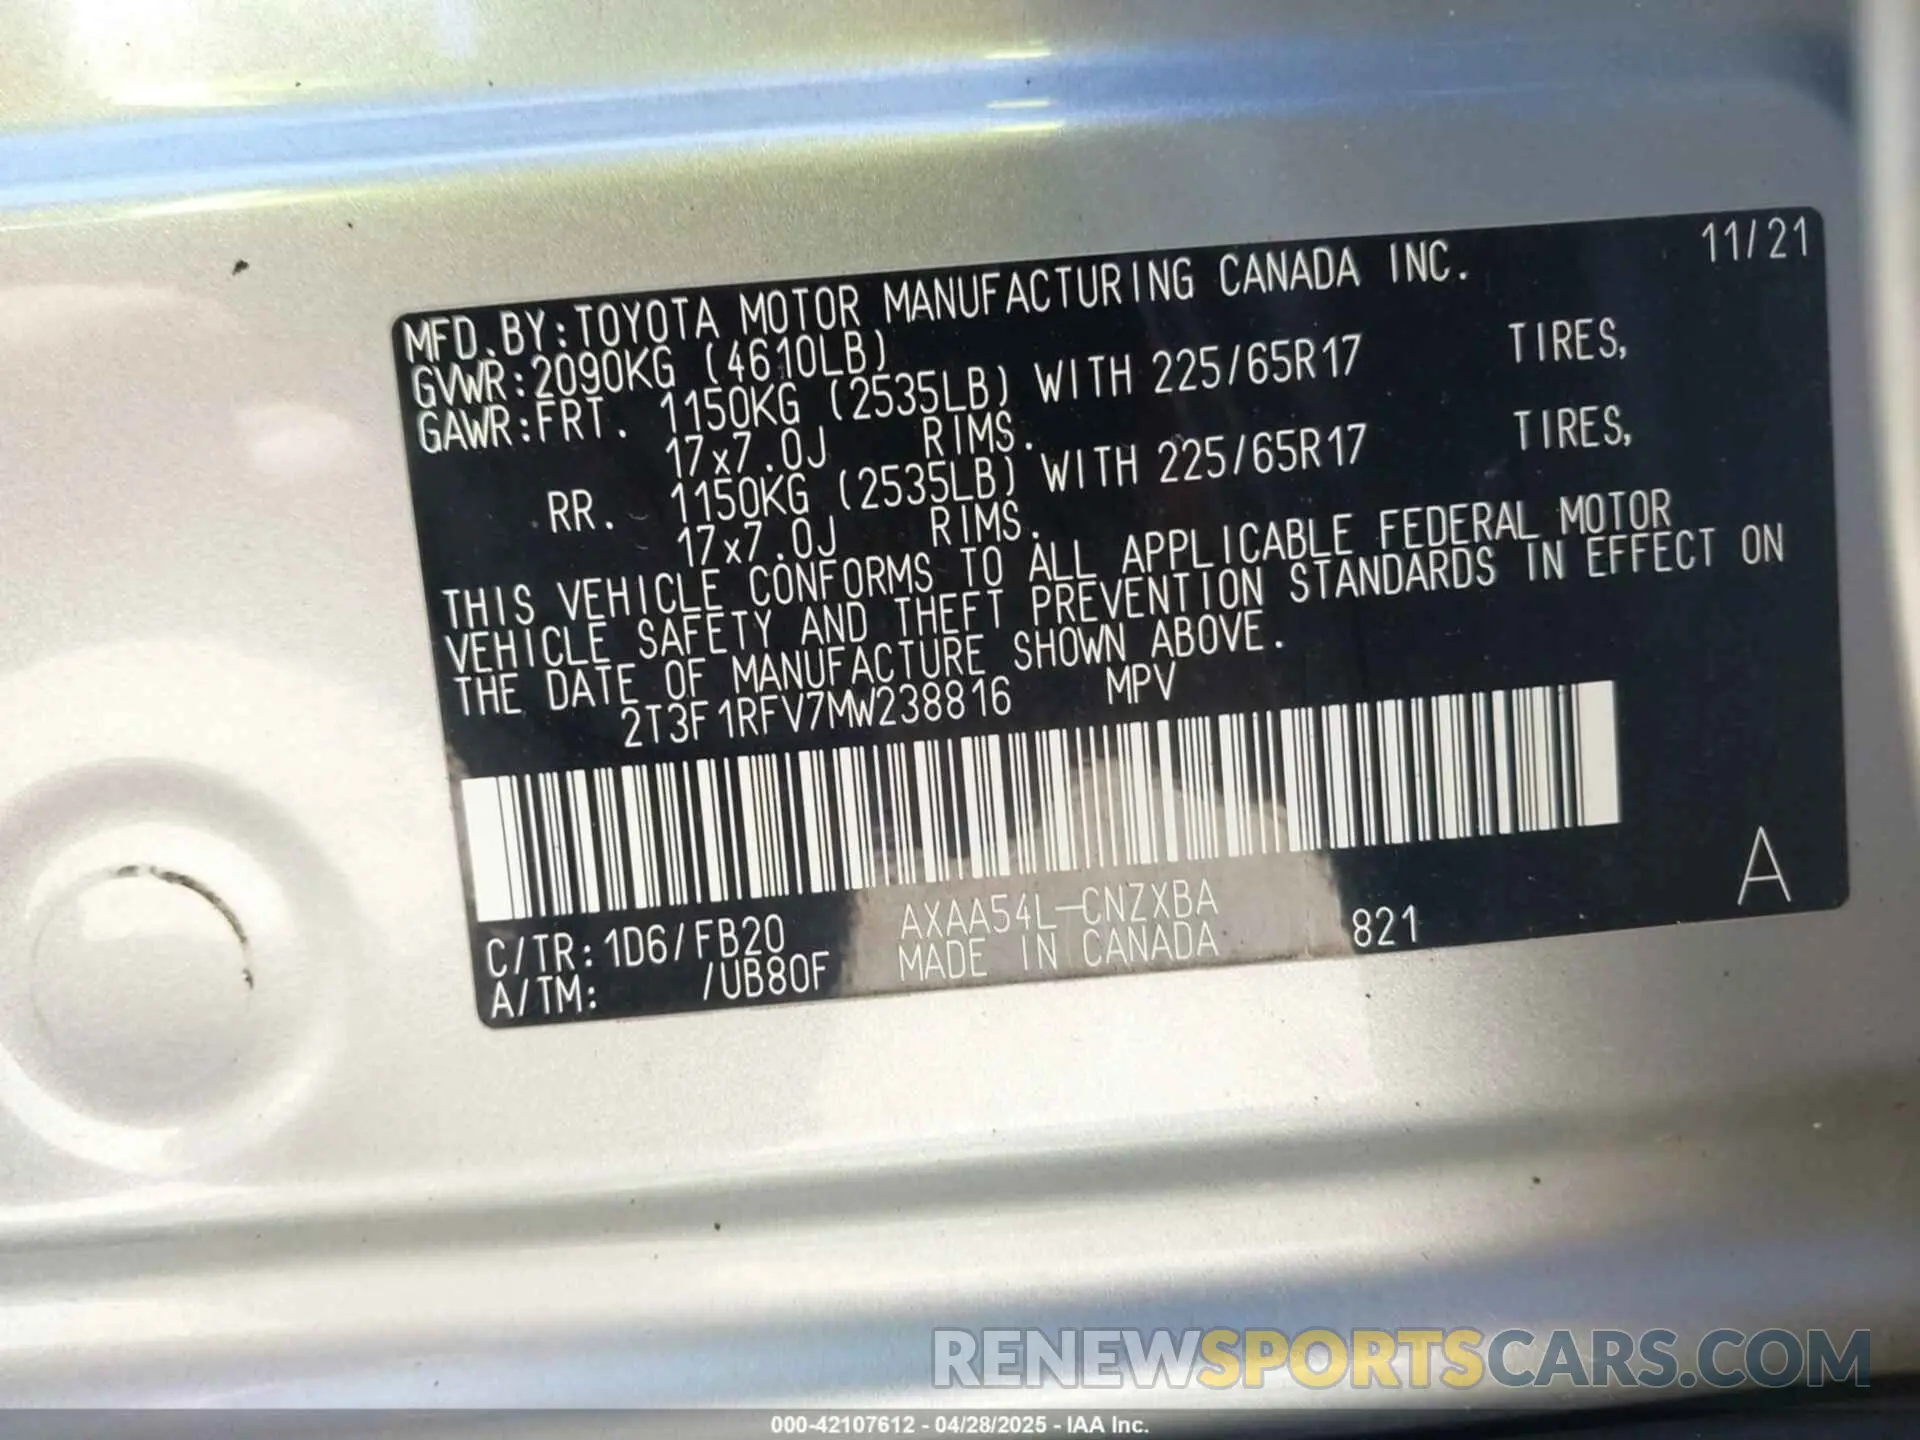 11/21
MFD.BY:TOYOTA MOTOR MANUFACTURING CANADA INC.
GVWR:2090KG (4610LB)
GAWR:FRT. 1150KG (2535LB) WITH 225/65R17 TIRES,
17x7.0J RIMS.
RR. 1150KG (2535LB) WITH 225/65R17 TIRES,
17x7.0J RIMS.
THIS VEHICLE CONFORMS TO ALL APPLICABLE FEDERAL MOTOR
VEHICLE SAFETY AND THEFT PREVENTION STANDARDS IN EFFECT ON
THE DATE OF MANUFACTURE SHOWN ABOVE.
2T3F1RFV7MW238816 MPV
A
C/TR:1D6/FB20 AXAA54L-CNZXBA
A/TM: /UB80F MADE IN CANADA 821
RENEWSPORTSCARS.COM
000-42107612 - 04/28/2025 - IAA Inc.